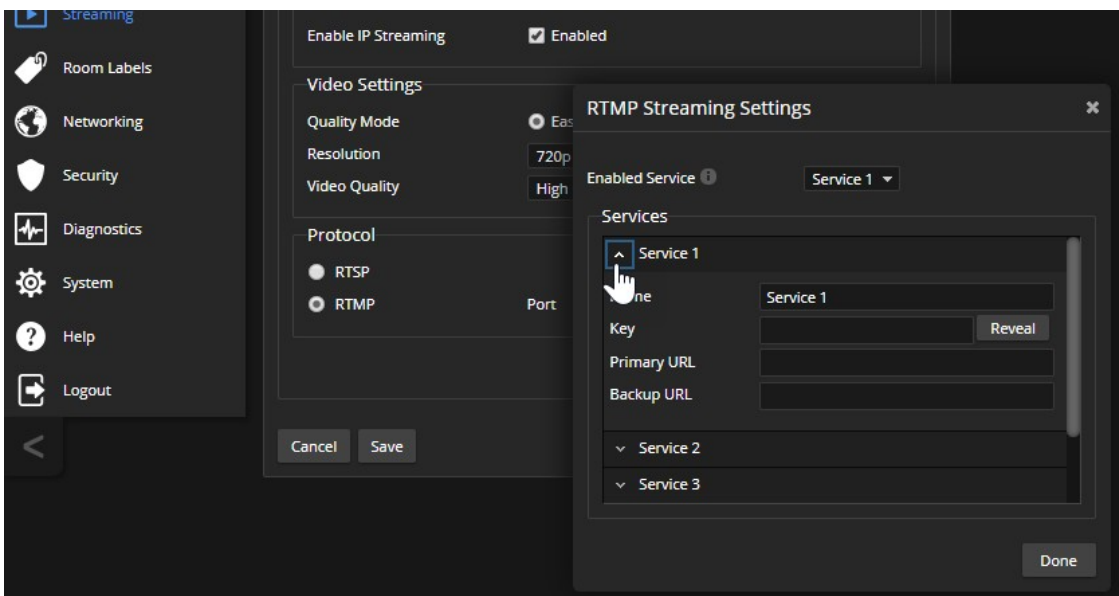 Streaming
Room Labels
Networking
Security
Diagnostics
System
Help
Logout
Enable IP Streaming Enabled
Video Settings
Quality Mode
Resolution 720p
Video Quality High
Protocol
RTSP
RTMP Port
Cancel Save
RTMP Streaming Settings
Enabled Service Service 1
Services
Service 1
Service 1
Key Reveal
Primary URL
Backup URL
Service 2
Service 3
Done